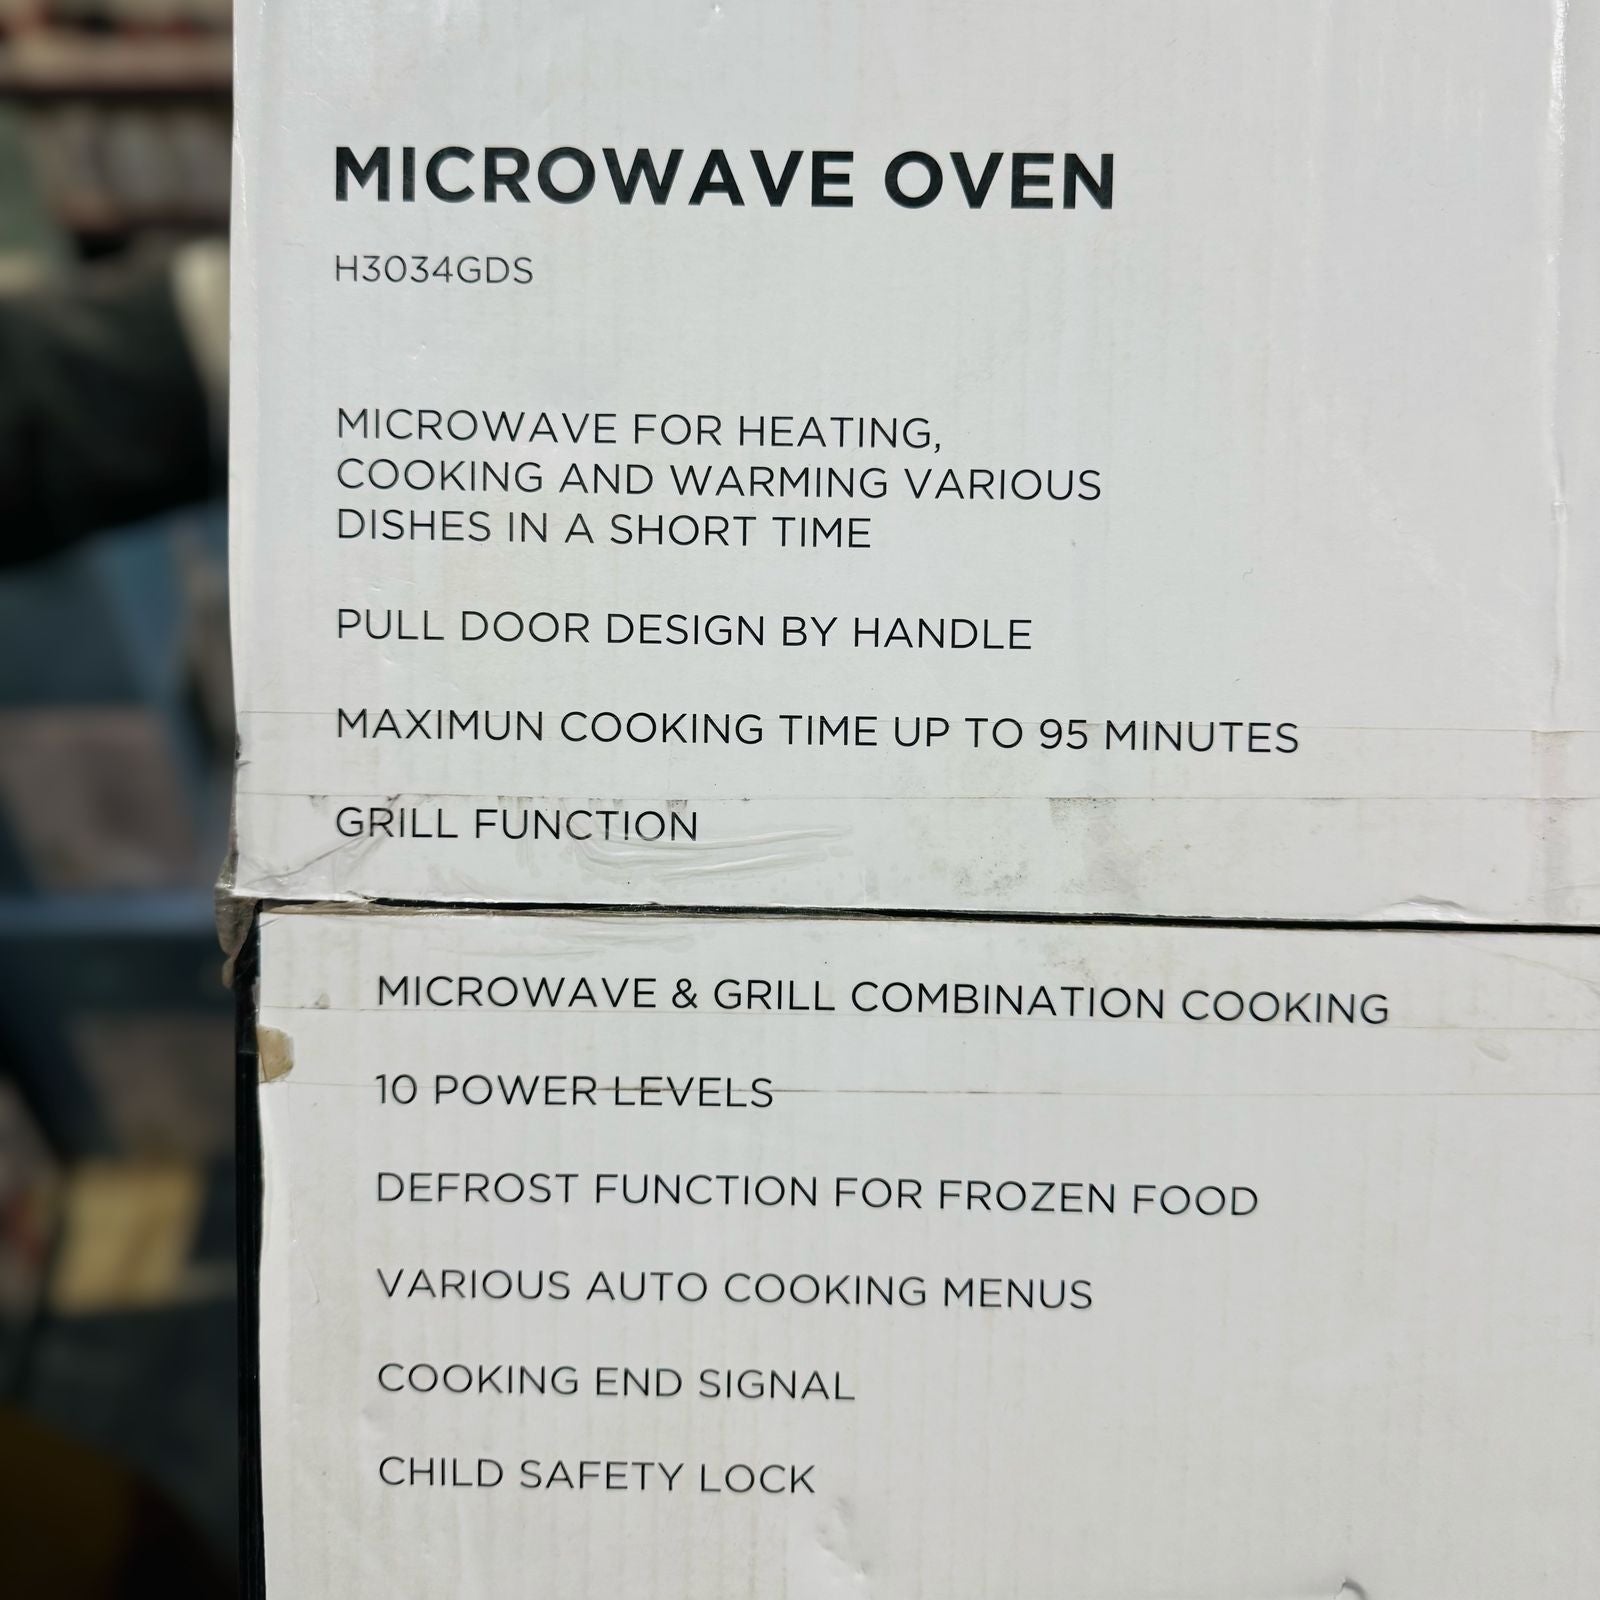 MICROWAVE OVEN
H3034GDS
MICROWAVE FOR HEATING,
COOKING AND WARMING VARIOUS
DISHES IN A SHORT TIME
PULL DOOR DESIGN BY HANDLE
MAXIMUN COOKING TIME UP TO 95 MINUTES
GRILL FUNCTION
MICROWAVE & GRILL COMBINATION COOKING
10 POWER LEVELS
DEFROST FUNCTION FOR FROZEN FOOD
VARIOUS AUTO COOKING MENUS
COOKING END SIGNAL
CHILD SAFETY LOCK